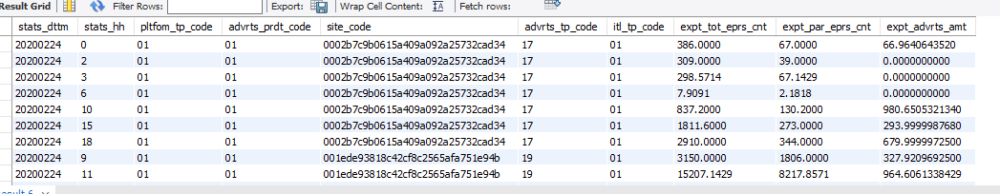 Result Grid Filter Rows: Export: Wrap Cell Content: Fetch rows:
stats_dttm stats_hh pltfom_tp_code advrts_prdt_code site_code advrts_tp_code itl_tp_code expt_tot_eprs_cnt expt_par_eprs_cnt expt_advrts_amt
20200224 0 01 01 0002b7c9b0615a409a092a25732cad34 17 01 386.0000 67.0000 66.9640643520
20200224 2 01 01 0002b7c9b0615a409a092a25732cad34 17 01 309.0000 39.0000 0.0000000000
20200224 3 01 01 0002b7c9b0615a409a092a25732cad34 17 01 298.5714 67.1429 0.0000000000
20200224 6 01 01 0002b7c9b0615a409a092a25732cad34 17 01 7.9091 2.1818 0.0000000000
20200224 10 01 01 0002b7c9b0615a409a092a25732cad34 17 01 837.2000 130.2000 980.6505321340
20200224 15 01 01 0002b7c9b0615a409a092a25732cad34 17 01 1811.6000 273.0000 293.9999987680
20200224 18 01 01 0002b7c9b0615a409a092a25732cad34 17 01 2910.0000 344.0000 679.9999972500
20200224 9 01 01 001ede93818c42cf8c2565afa751e94b 19 01 3150.0000 1806.0000 327.9209692500
20200224 11 01 01 001ede93818c42cf8c2565afa751e94b 19 01 15207.1429 8217.8571 964.6061338429